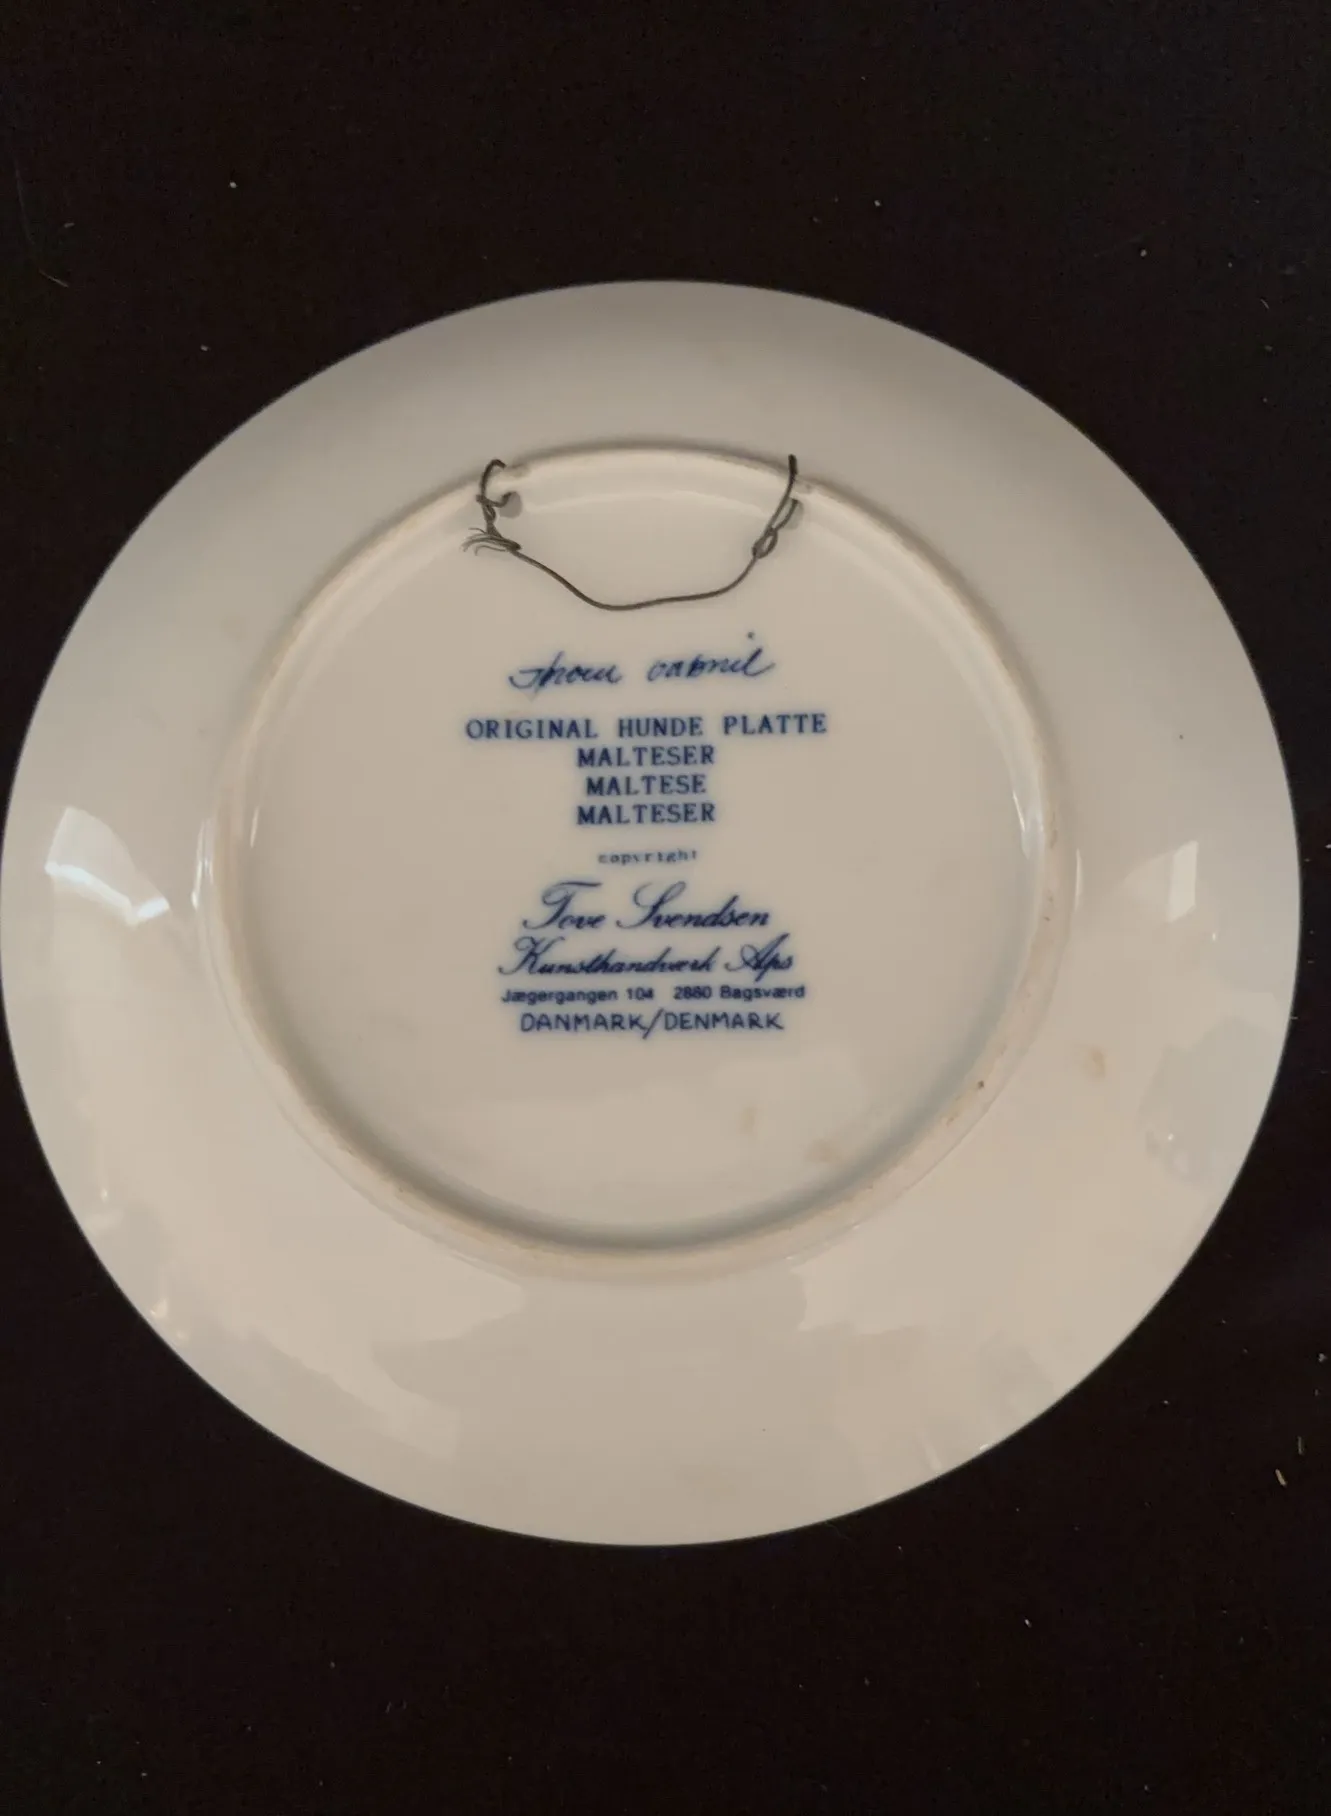 ORIGINAL HUNDE PLATTE
MALTESER
MALTESE
MALTESER
copyright
Tove Svendsen
Kunsthandværk Aps
Jægergangen 104 2880 Bagsværd
DANMARK/DENMARK